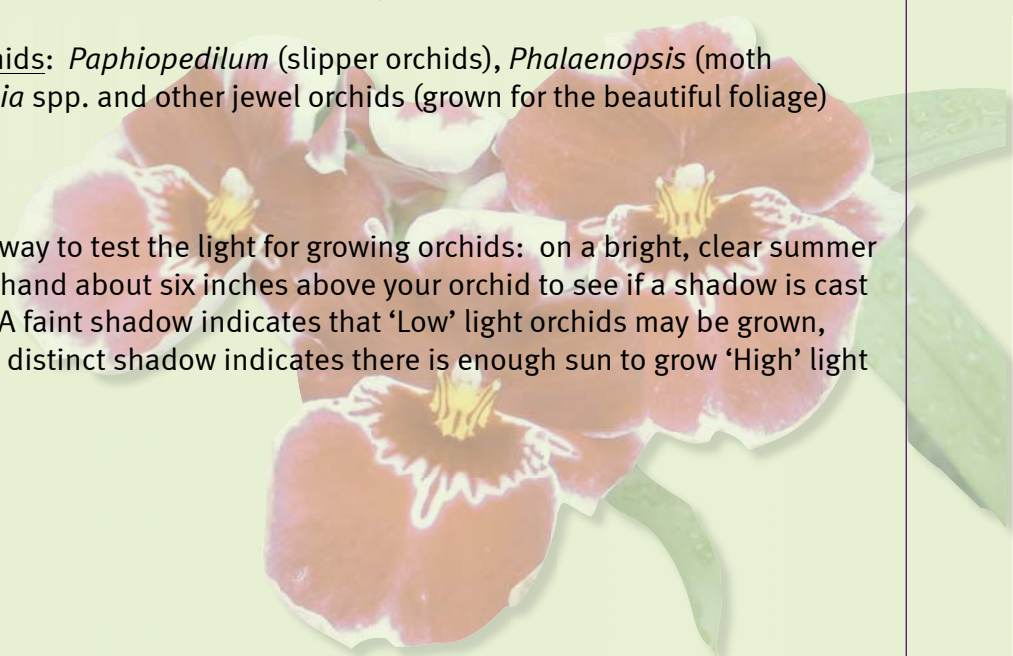 hids: Paphiopedilum (slipper orchids), Phalaenopsis (moth
ia spp. and other jewel orchids (grown for the beautiful foliage)
way to test the light for growing orchids: on a bright, clear summer
hand about six inches above your orchid to see if a shadow is cast
A faint shadow indicates that ‘Low’ light orchids may be grown,
distinct shadow indicates there is enough sun to grow ‘High’ light